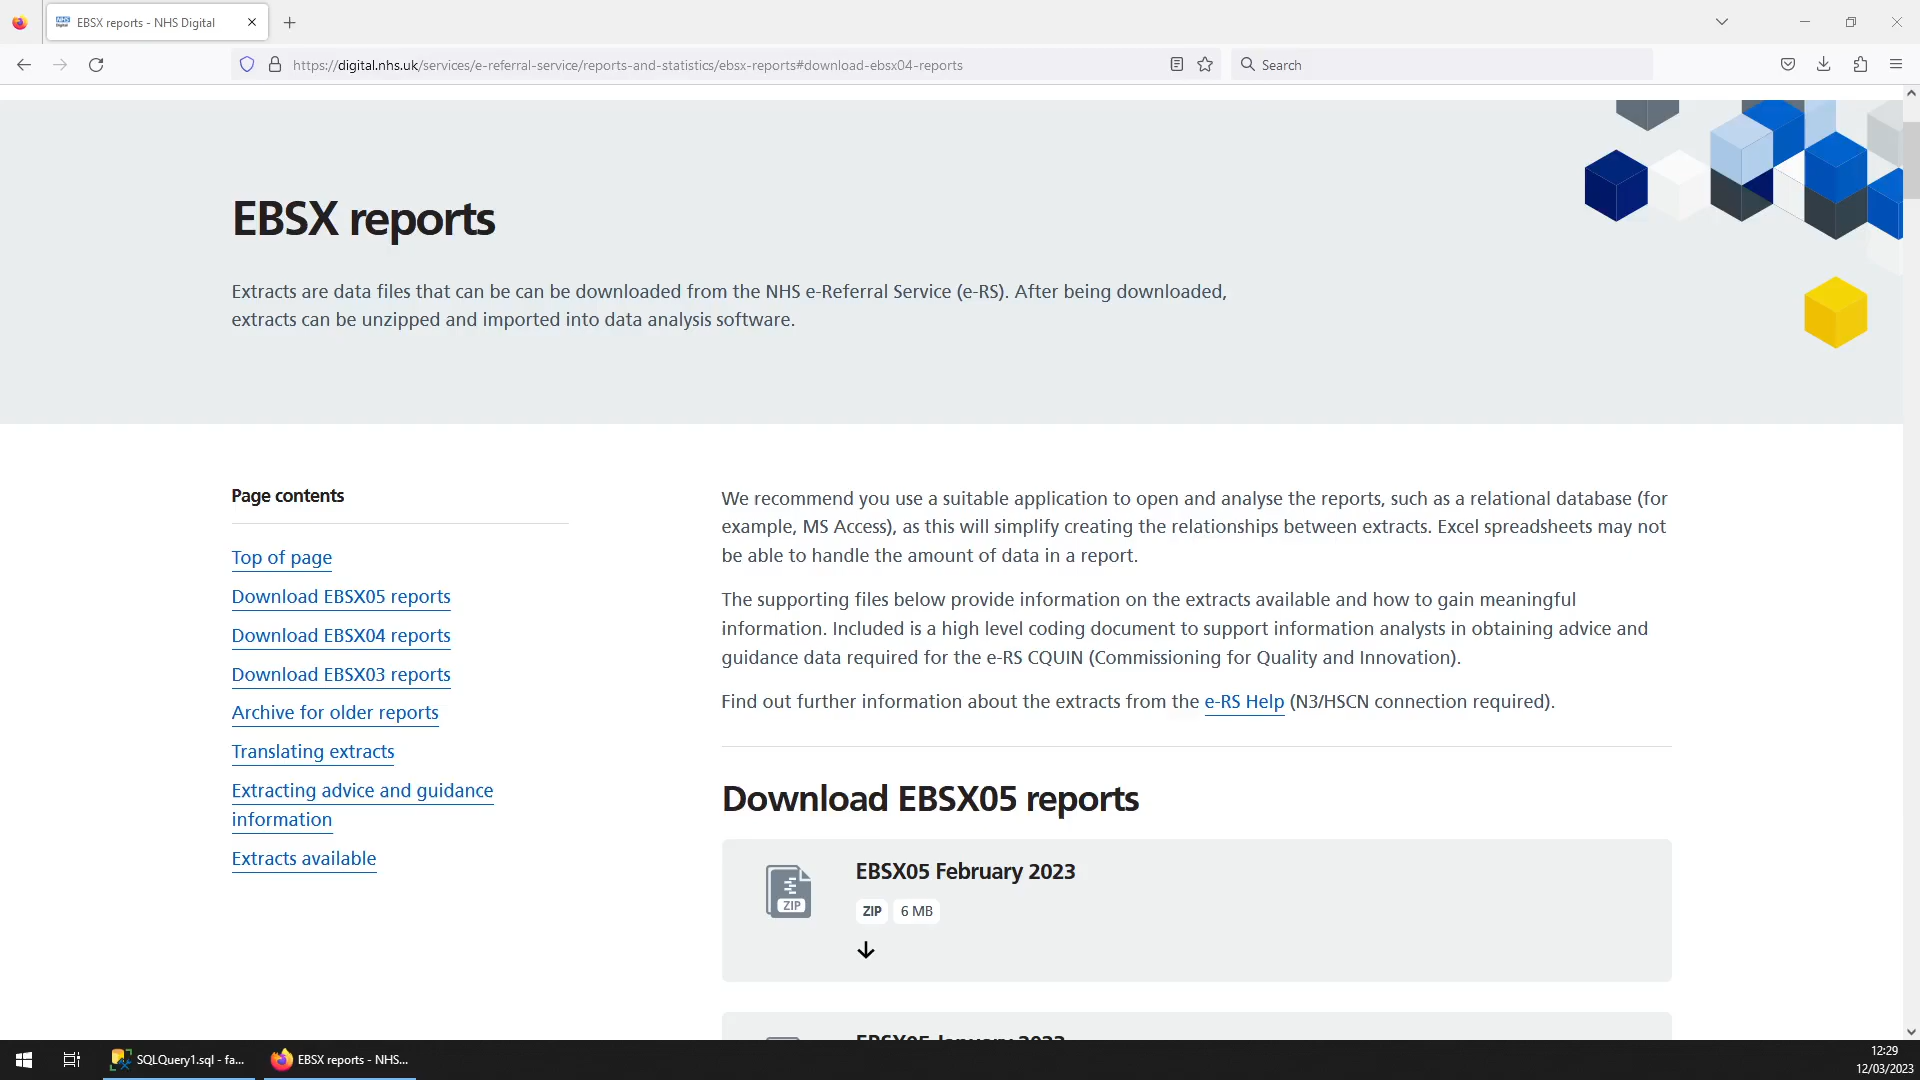 EBSX reports - NHS Digital
https://digital.nhs.uk/services/e-referral-service/reports-and-statistics/ebsx-reports#download-ebsx04-reports
Search
EBSX reports
Extracts are data files that can be can be downloaded from the NHS e-Referral Service (e-RS). After being downloaded,
extracts can be unzipped and imported into data analysis software.
Page contents
Top of page
Download EBSX05 reports
Download EBSX04 reports
Download EBSX03 reports
Archive for older reports
Translating extracts
Extracting advice and guidance
information
Extracts available
We recommend you use a suitable application to open and analyse the reports, such as a relational database (for
example, MS Access), as this will simplify creating the relationships between extracts. Excel spreadsheets may not
be able to handle the amount of data in a report.
The supporting files below provide information on the extracts available and how to gain meaningful
information. Included is a high level coding document to support information analysts in obtaining advice and
guidance data required for the e-RS CQUIN (Commissioning for Quality and Innovation).
Find out further information about the extracts from the e-RS Help (N3/HSCN connection required).
Download EBSX05 reports
EBSX05 February 2023
ZIP
ZIP 6 MB
EBSX05 January 2023
SQLQuery1.sql - fa...
EBSX reports - NHS...
12:29
12/03/2023